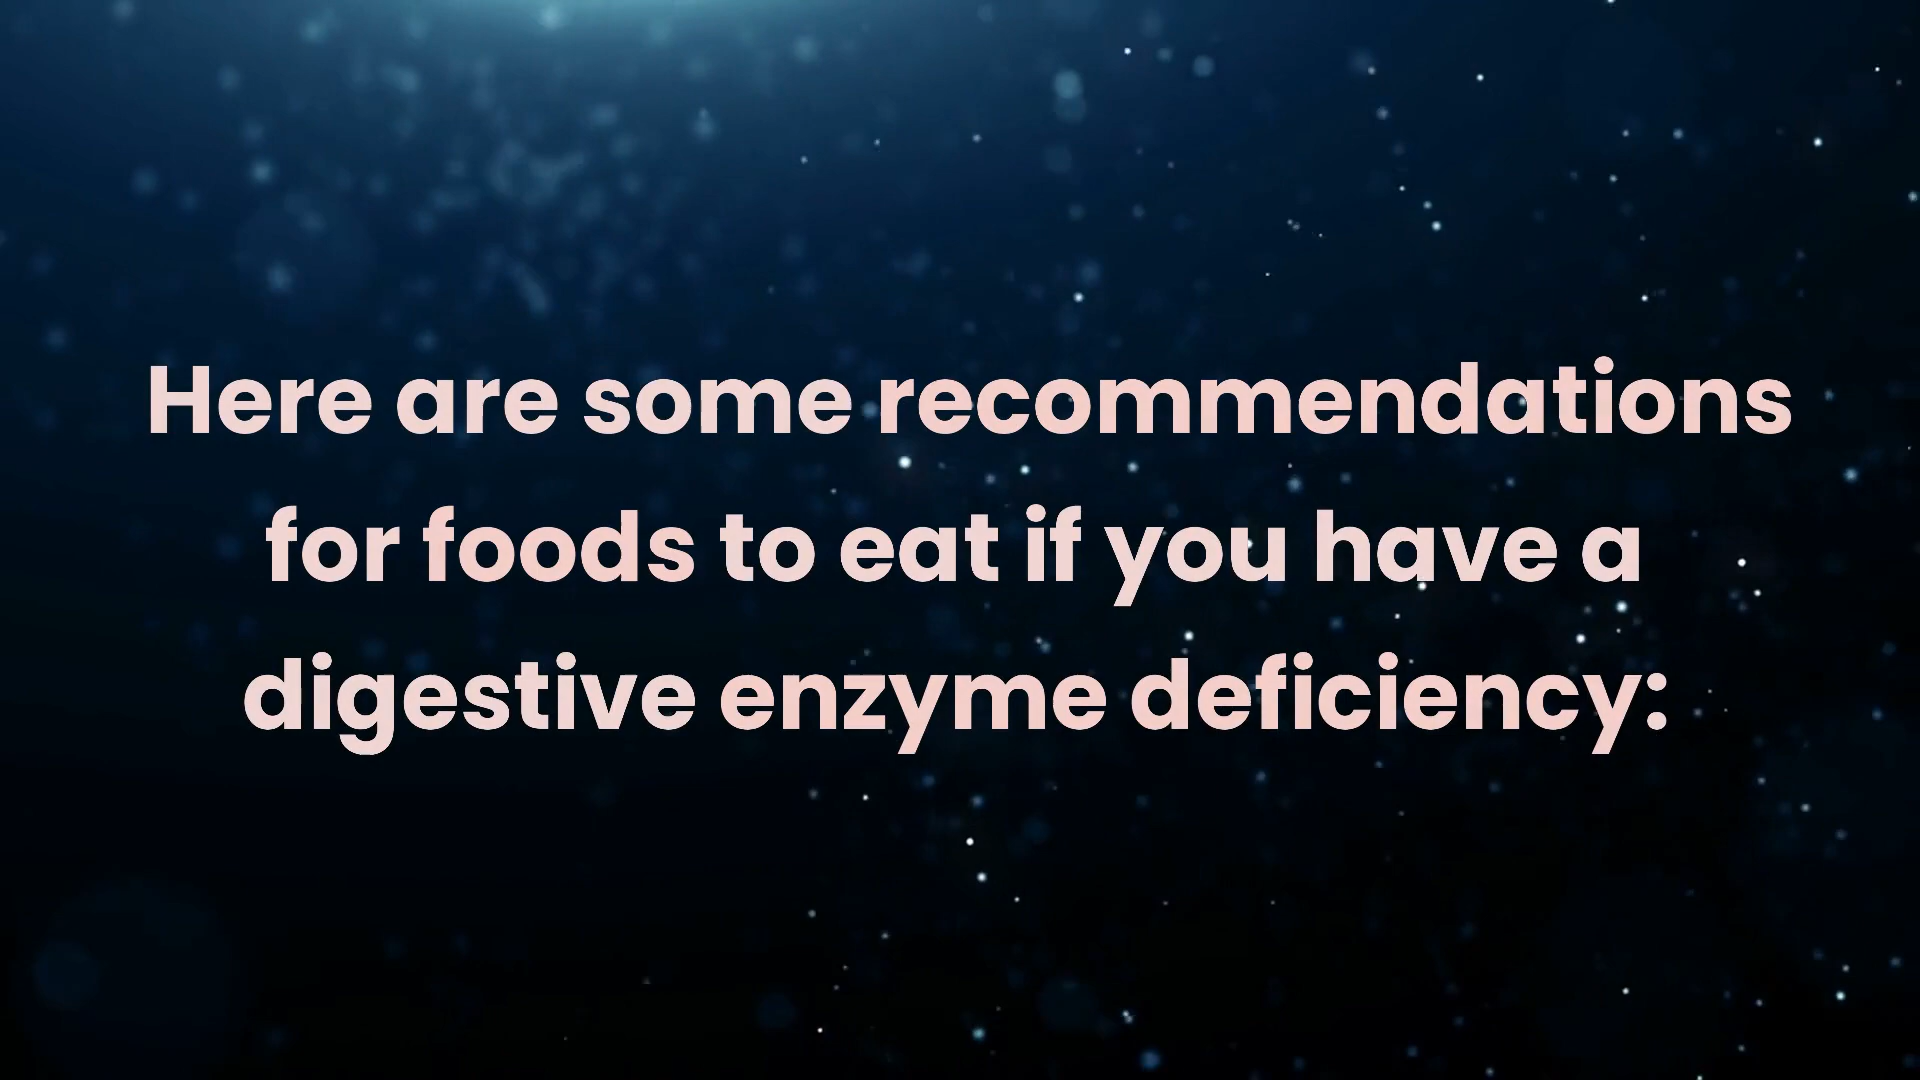 Here are some recommendations
for foods to eat if you have a
digestive enzyme deficiency: